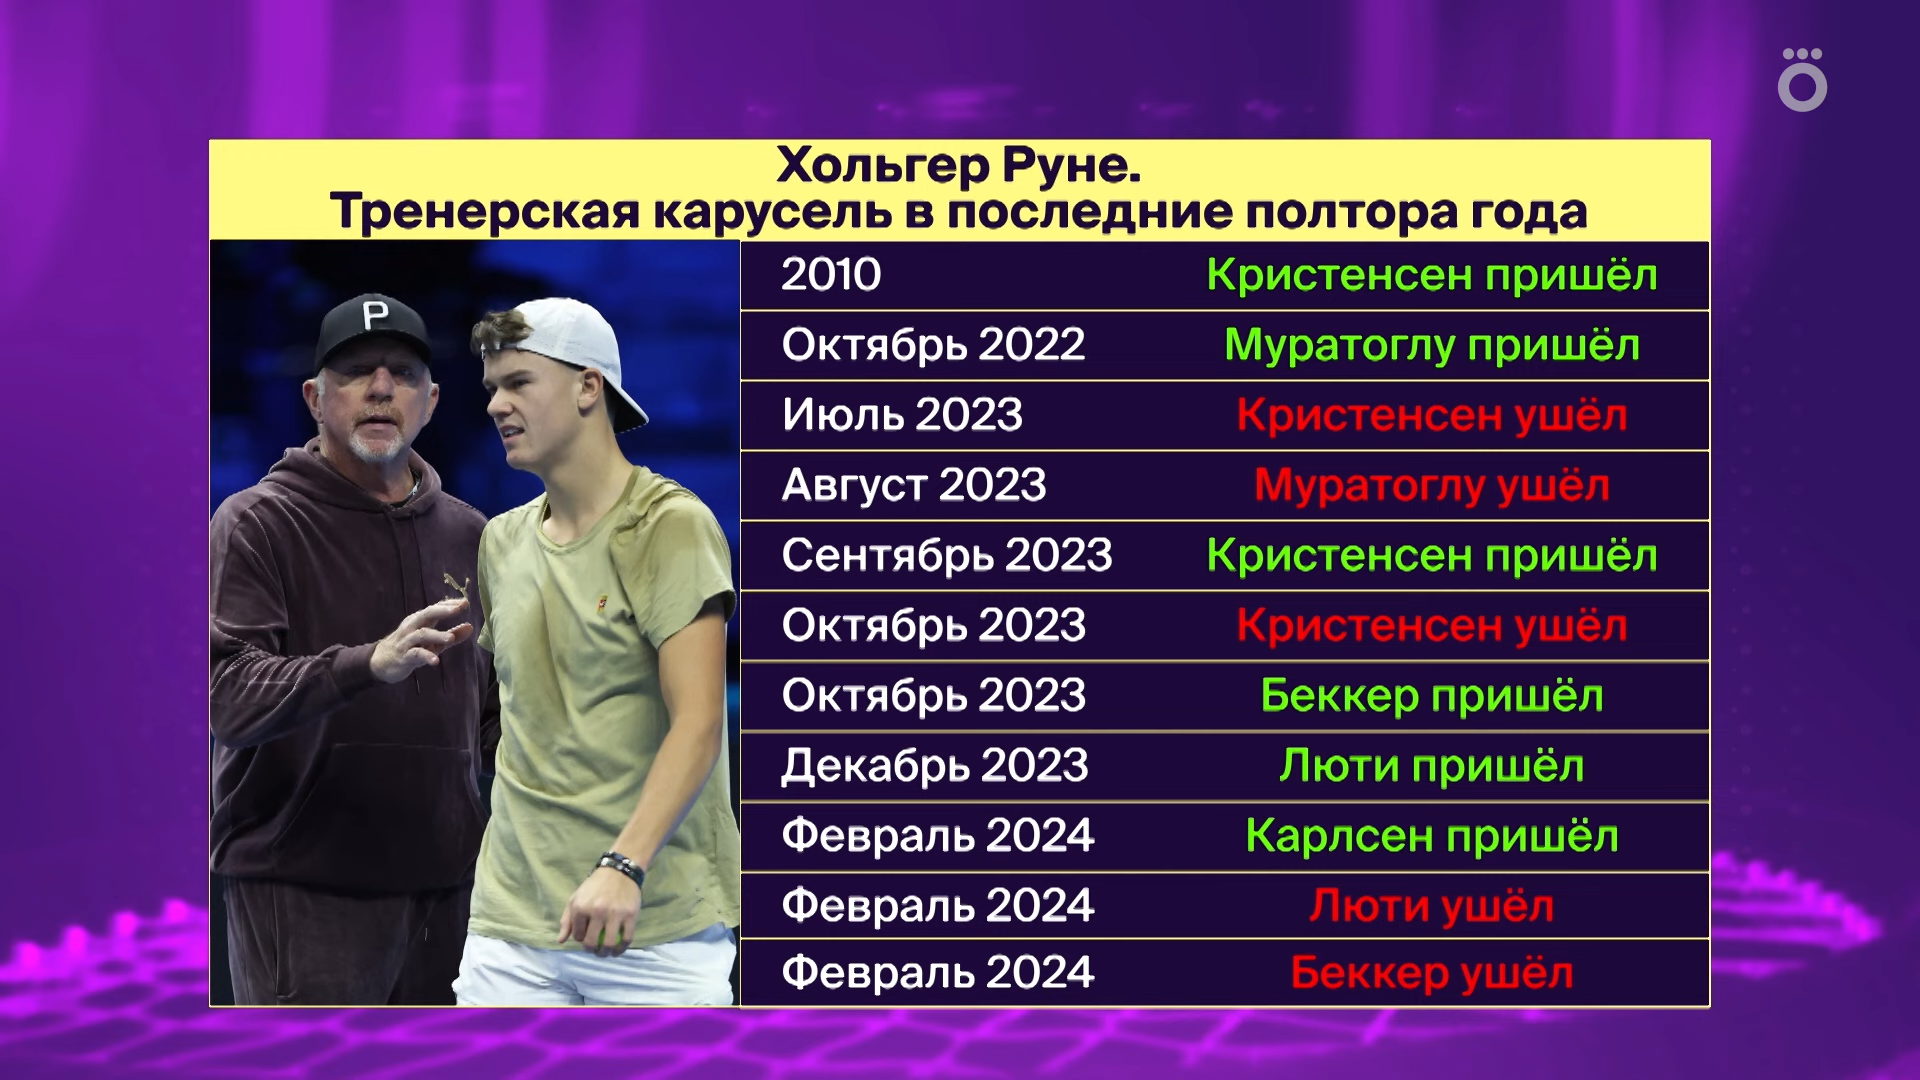 Ö
Хольгер Руне.
Тренерская карусель в последние полтора года
2010 Кристенсен пришёл
Октябрь 2022 Муратоглу пришёл
Июль 2023 Кристенсен ушёл
Август 2023 Муратоглу ушёл
Сентябрь 2023 Кристенсен пришёл
Октябрь 2023 Кристенсен ушёл
Октябрь 2023 Беккер пришёл
Декабрь 2023 Люти пришёл
Февраль 2024 Карлсен пришёл
Февраль 2024 Люти ушёл
Февраль 2024 Беккер ушёл
P